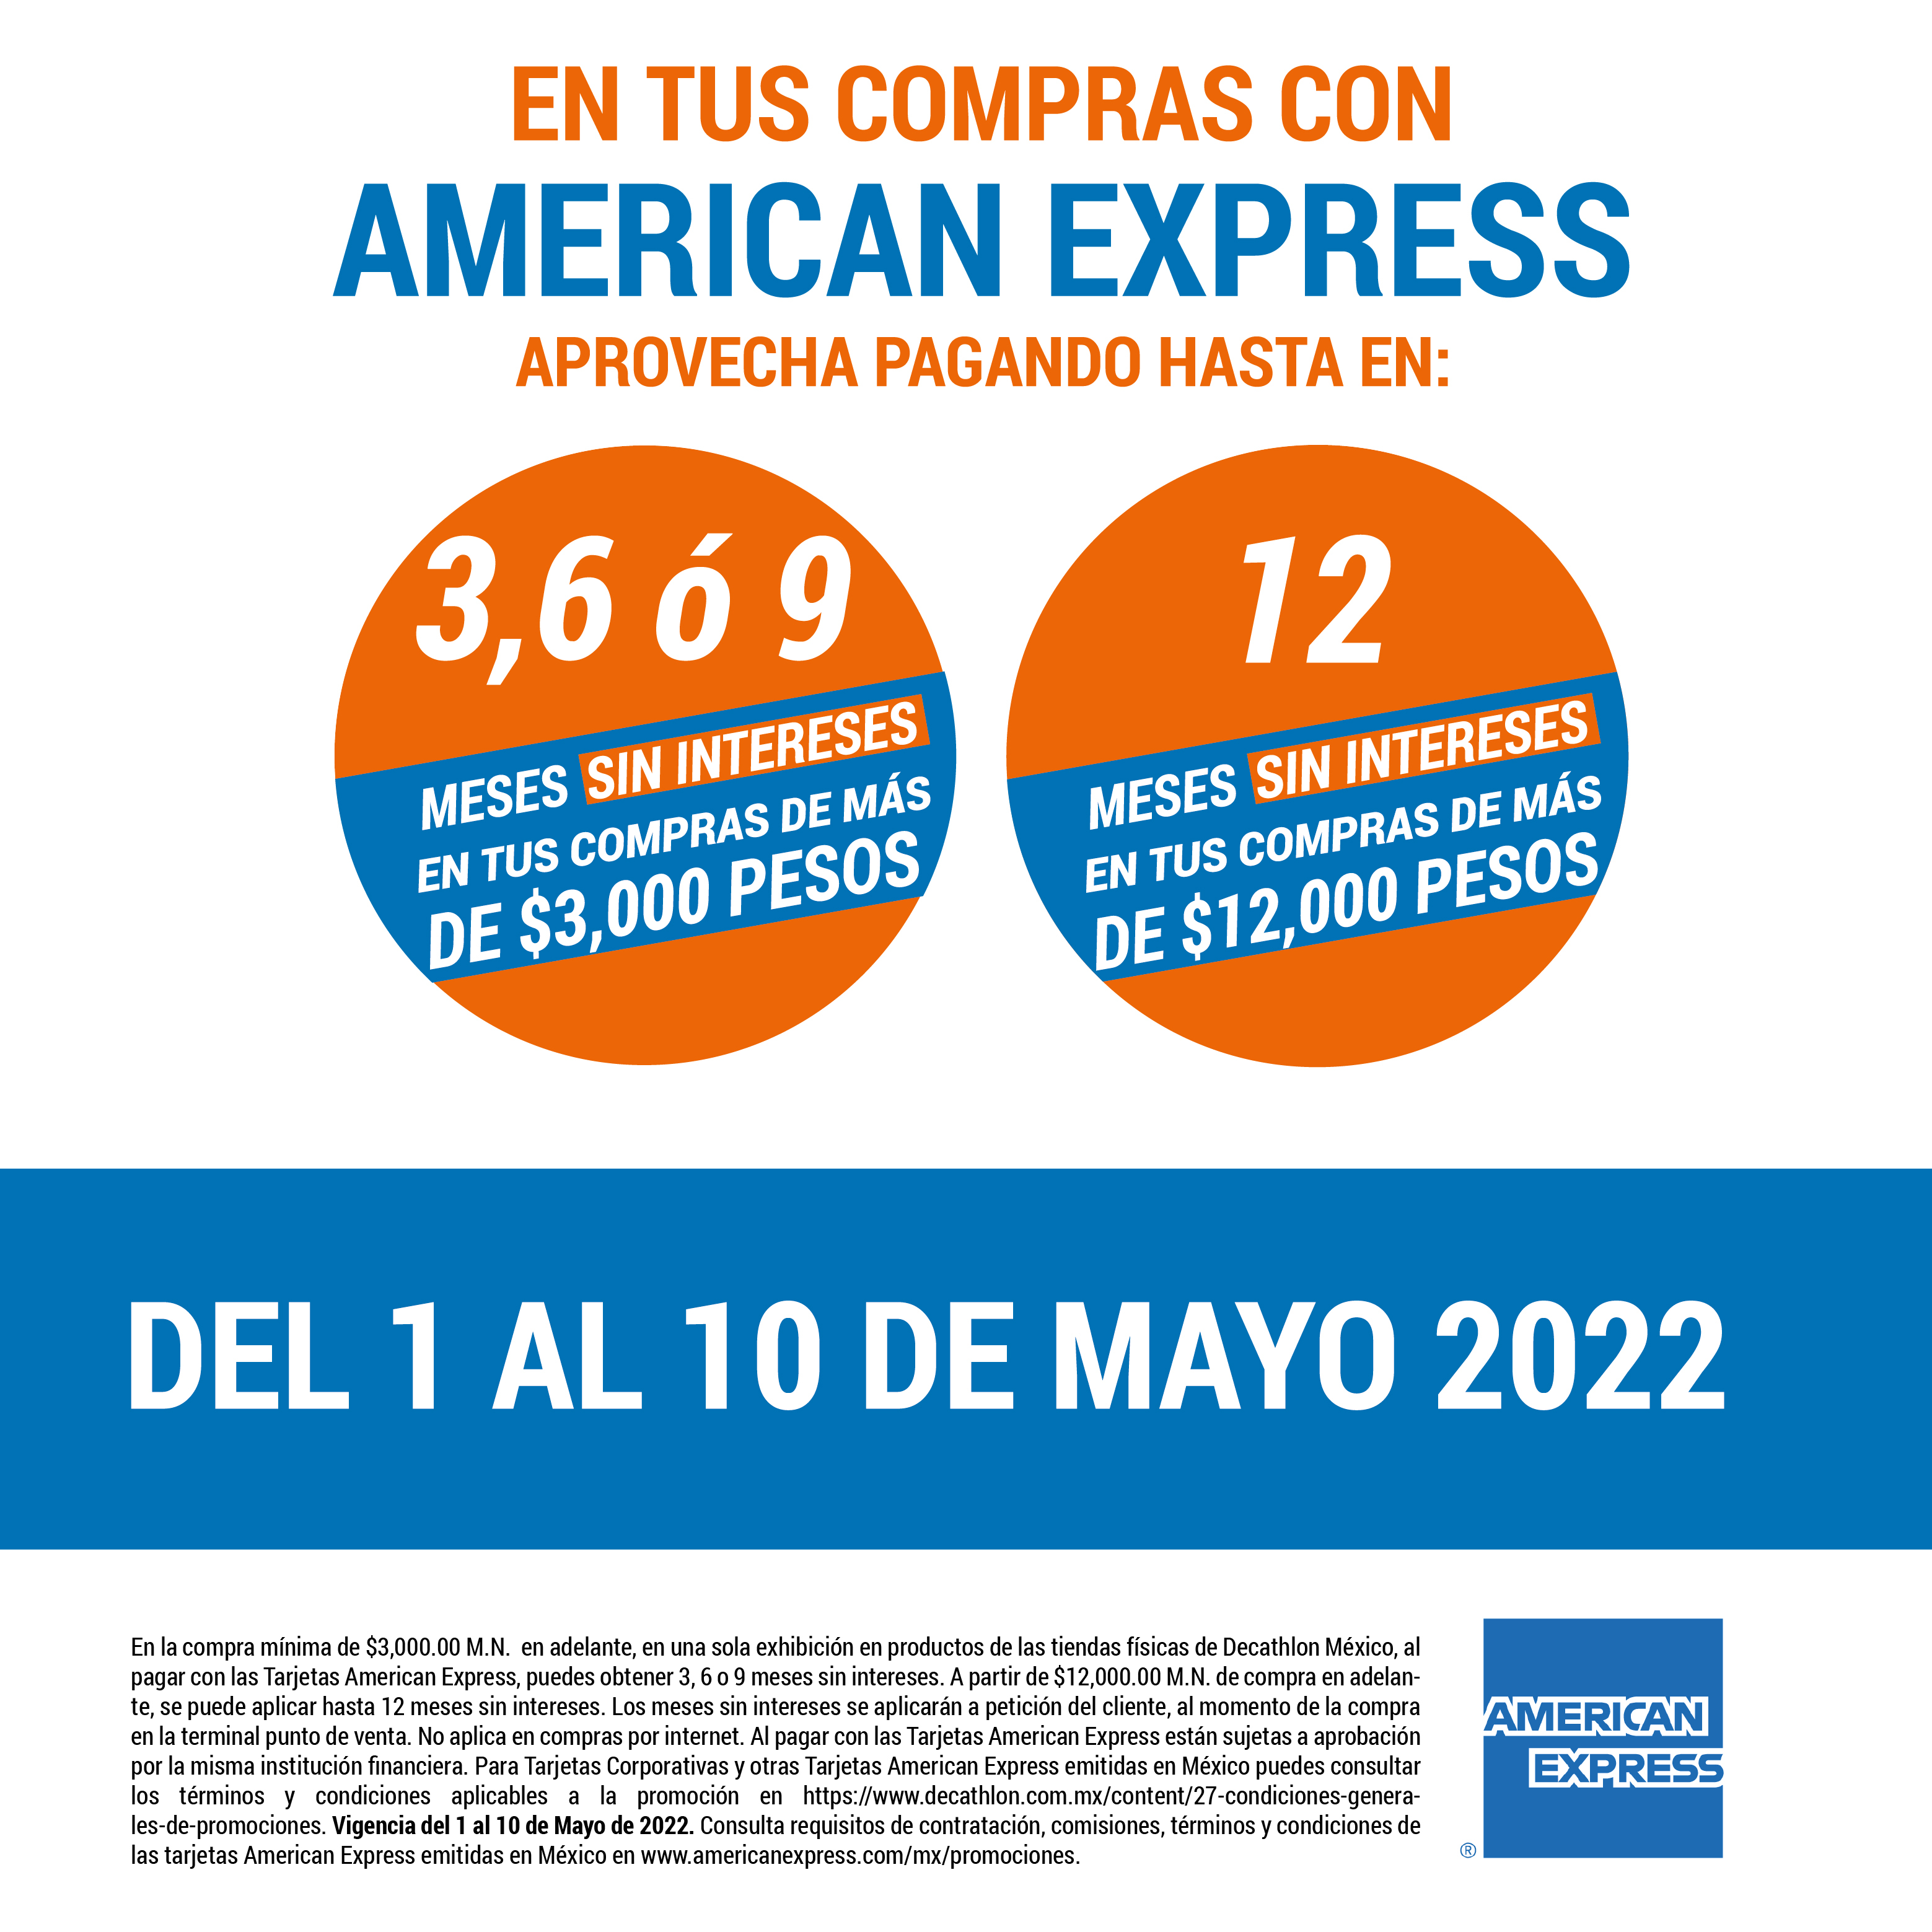 EN TUS COMPRAS CON
AMERICAN EXPRESS
APROVECHA PAGANDO HASTA EN:
3,6 ó 9
MESES SIN INTERESES
EN TUS COMPRAS DE MÁS
DE $3,000 PESOS
12
MESES SIN INTERESES
EN TUS COMPRAS DE MÁS
DE $12,000 PESOS
DEL 1 AL 10 DE MAYO 2022
En la compra mínima de $3,000.00 M.N. en adelante, en una sola exhibición en productos de las tiendas físicas de Decathlon México, al
pagar con las Tarjetas American Express, puedes obtener 3, 6 o 9 meses sin intereses. A partir de $12,000.00 M.N. de compra en adelan-
te, se puede aplicar hasta 12 meses sin intereses. Los meses sin intereses se aplicarán a petición del cliente, al momento de la compra
en la terminal punto de venta. No aplica en compras por internet. Al pagar con las Tarjetas American Express están sujetas a aprobación
por la misma institución financiera. Para Tarjetas Corporativas y otras Tarjetas American Express emitidas en México puedes consultar
los términos y condiciones aplicables a la promoción en https://www.decathlon.com.mx/content/27-condiciones-genera-
les-de-promociones. Vigencia del 1 al 10 de Mayo de 2022. Consulta requisitos de contratación, comisiones, términos y condiciones de
las tarjetas American Express emitidas en México en www.americanexpress.com/mx/promociones.
AMERICAN
EXPRESS
®